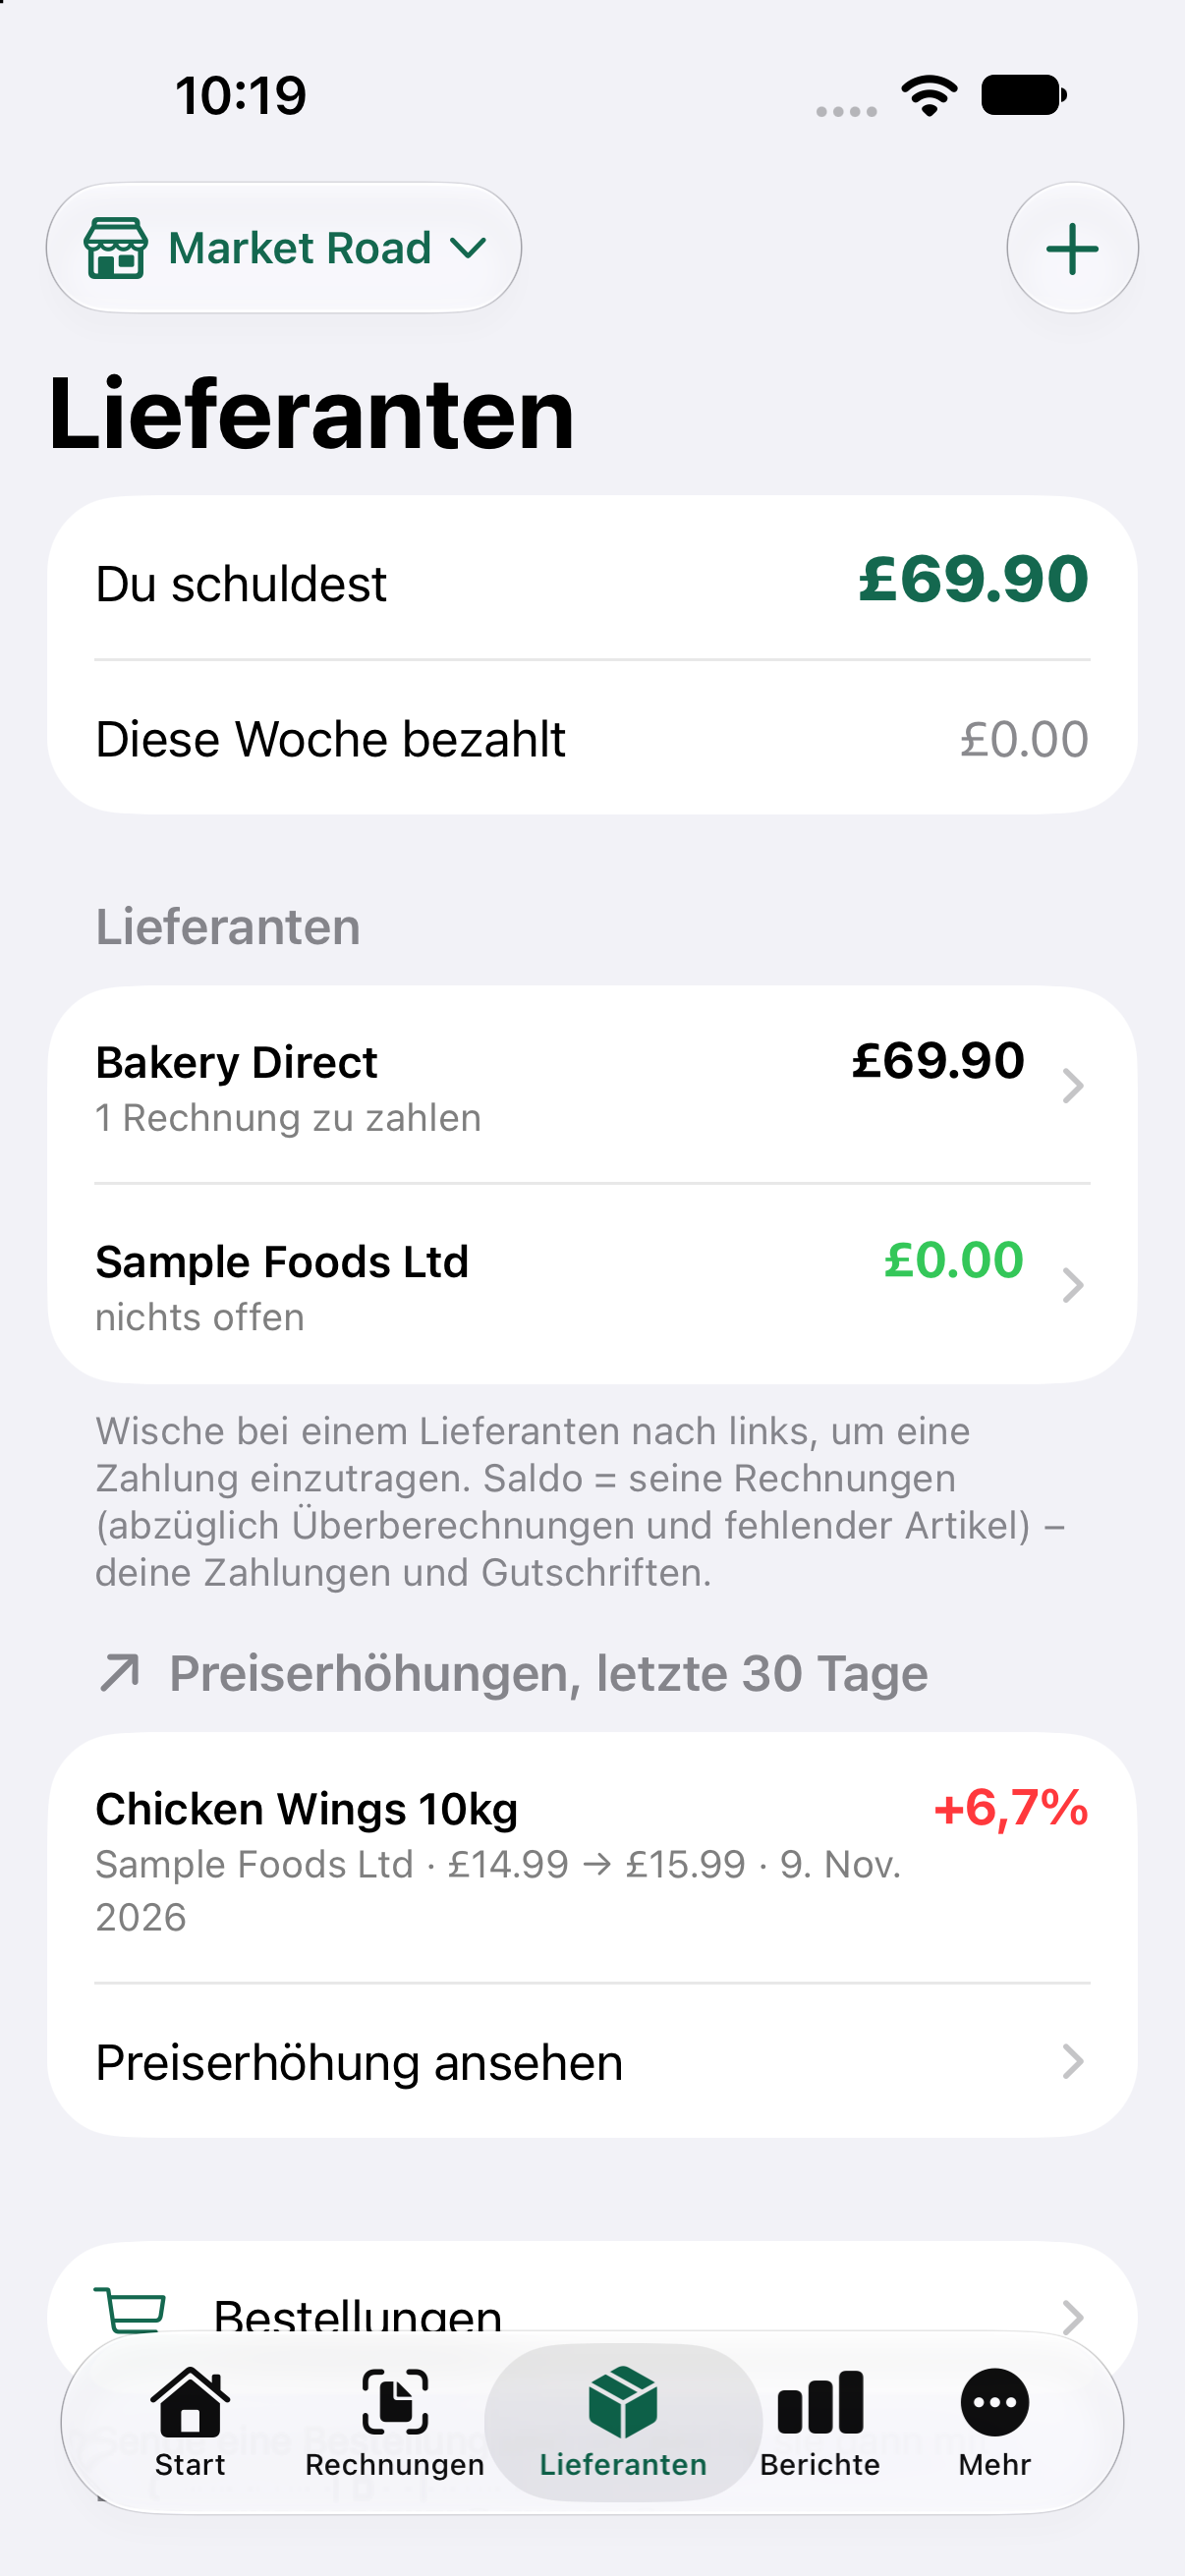 10:19
Market Road
Lieferanten
Du schuldest £69.90
Diese Woche bezahlt £0.00
Lieferanten
Bakery Direct £69.90
1 Rechnung zu zahlen
Sample Foods Ltd £0.00
nichts offen
Wische bei einem Lieferanten nach links, um eine
Zahlung einzutragen. Saldo = seine Rechnungen
(abzüglich Überberechnungen und fehlender Artikel) –
deine Zahlungen und Gutschriften.
Preiserhöhungen, letzte 30 Tage
Chicken Wings 10kg +6,7%
Sample Foods Ltd · £14.99 → £15.99 · 9. Nov.
2026
Preiserhöhung ansehen
Bestellungen
Start Rechnungen Lieferanten Berichte Mehr